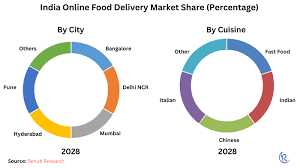 India Online Food Delivery Market Share (Percentage)
By City
Others
Bangalore
Pune
Delhi NCR
Hyderabad
Mumbai
2028
By Cuisine
Other
Fast Food
Italian
Indian
Chinese
2028
Source: Renub Research